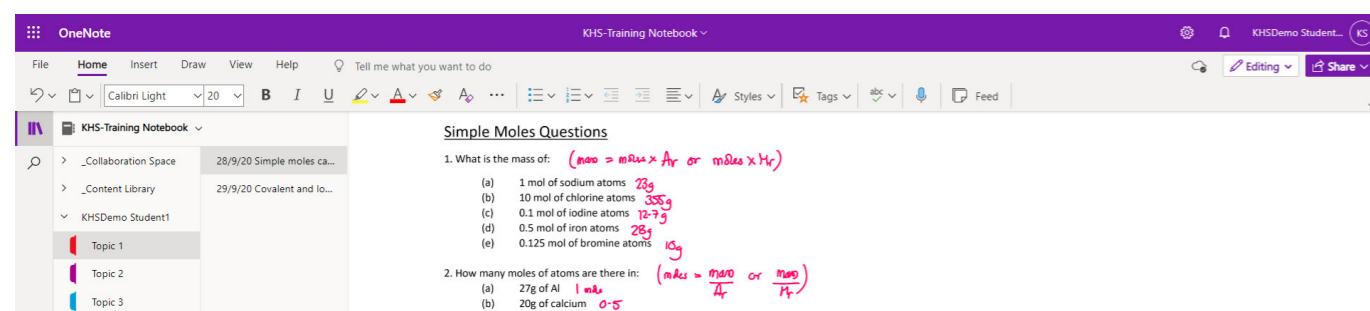 OneNote KHS-Training Notebook KHSDemo Student... KS
File Home Insert Draw View Help Tell me what you want to do Editing Share
Calibri Light 20 B I U A A Styles Tags abc Feed
KHS-Training Notebook
_Collaboration Space
_Content Library
KHSDemo Student1
Topic 1
Topic 2
Topic 3
28/9/20 Simple moles ca...
29/9/20 Covalent and Io...
Simple Moles Questions
1. What is the mass of: (mass = moles x Ar or moles x Mr)
(a) 1 mol of sodium atoms 23g
(b) 10 mol of chlorine atoms 355g
(c) 0.1 mol of iodine atoms 12.7g
(d) 0.5 mol of iron atoms 28g
(e) 0.125 mol of bromine atoms 10g
2. How many moles of atoms are there in: (moles = mass/Ar or mass/Mr)
(a) 27g of Al 1 mole
(b) 20g of calcium 0.5